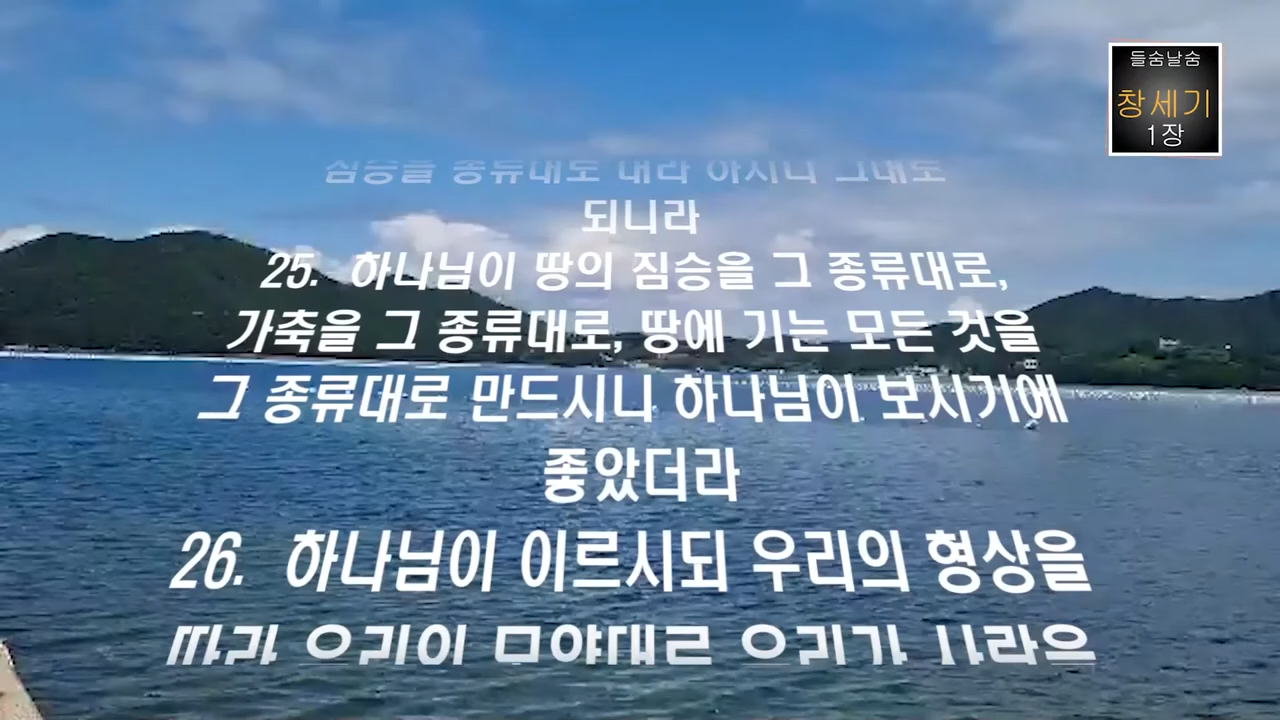 들숨날숨
창세기
1장
되니라
25. 하나님이 땅의 짐승을 그 종류대로,
가축을 그 종류대로, 땅에 기는 모든 것을
그 종류대로 만드시니 하나님이 보시기에
좋았더라
26. 하나님이 이르시되 우리의 형상을